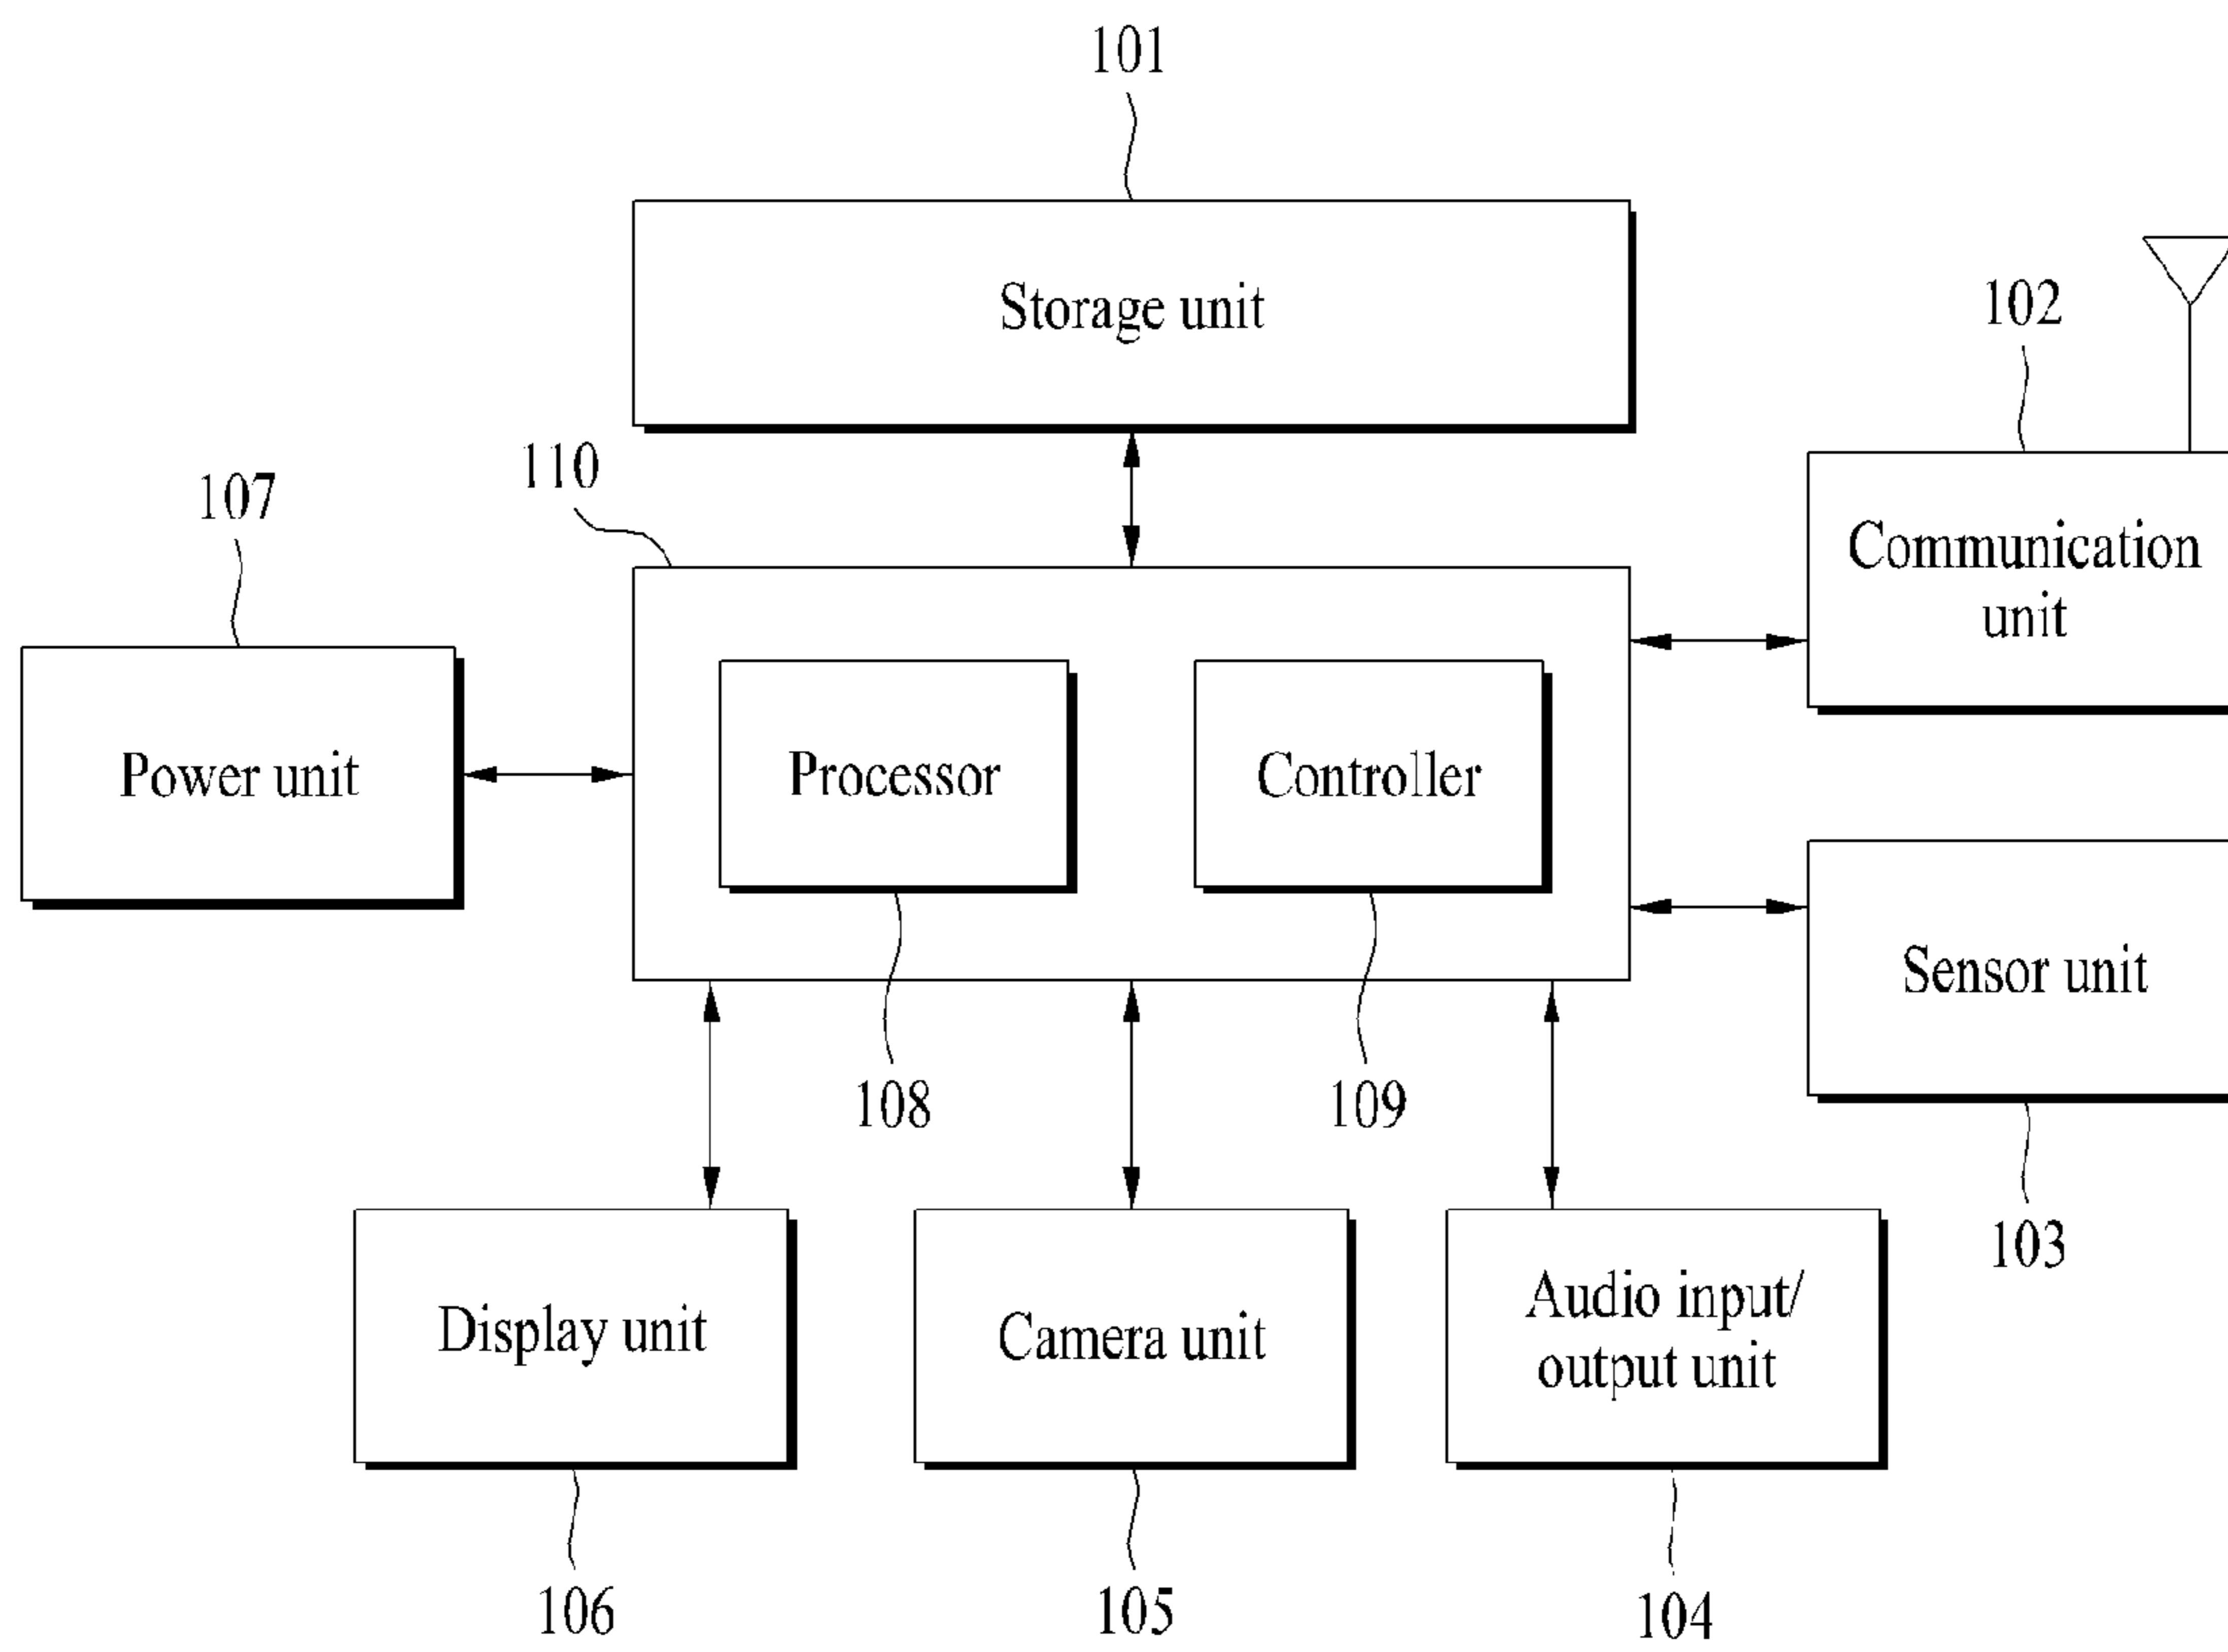 101
Storage unit
102
110
107
Communication
unit
Power unit
Processor
Controller
Sensor unit
108
109
103
Display unit
Camera unit
Audio input/
output unit
106
105
104